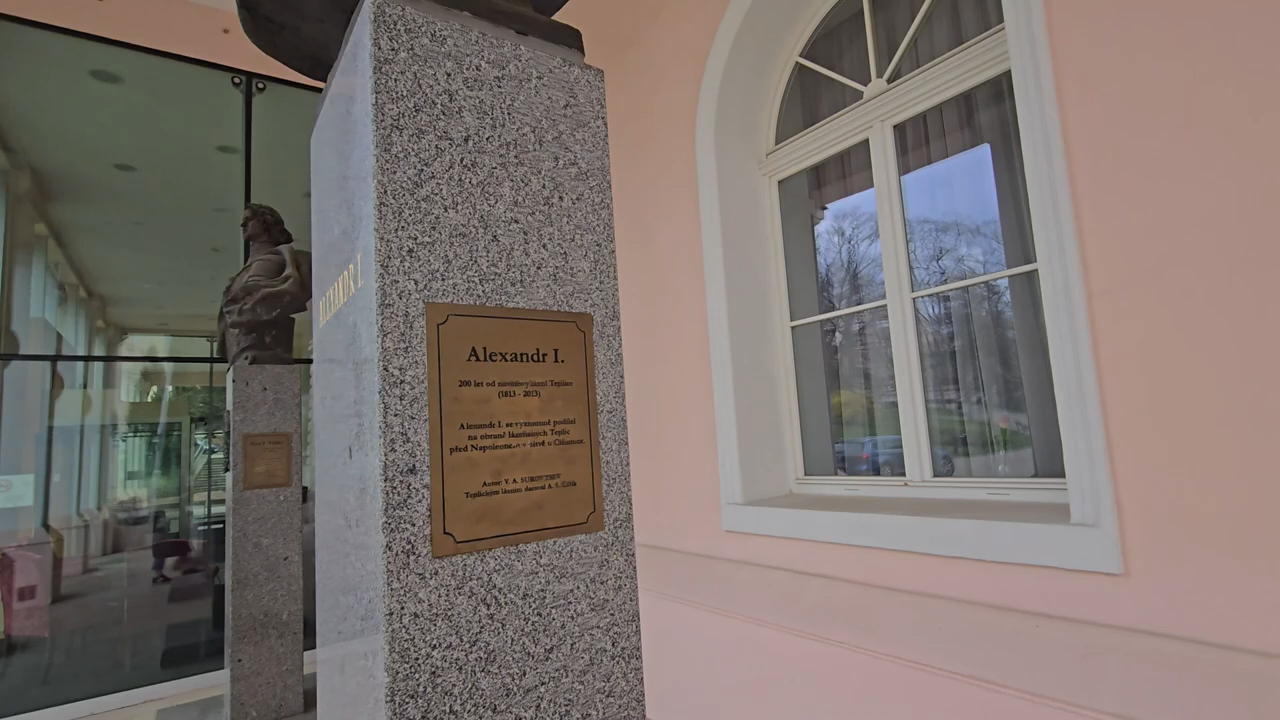 ALEXANDR I.
Alexandr I.
200 let od návštěvy lázní Teplice
(1813 - 2013)
Alexandr I. se významně podílel
na obraně lázeňských Teplic
před Napoleonem v bitvě u Chlumce.
Autor: V. A. SUROVTSEV
Teplickým lázním daroval A. S.